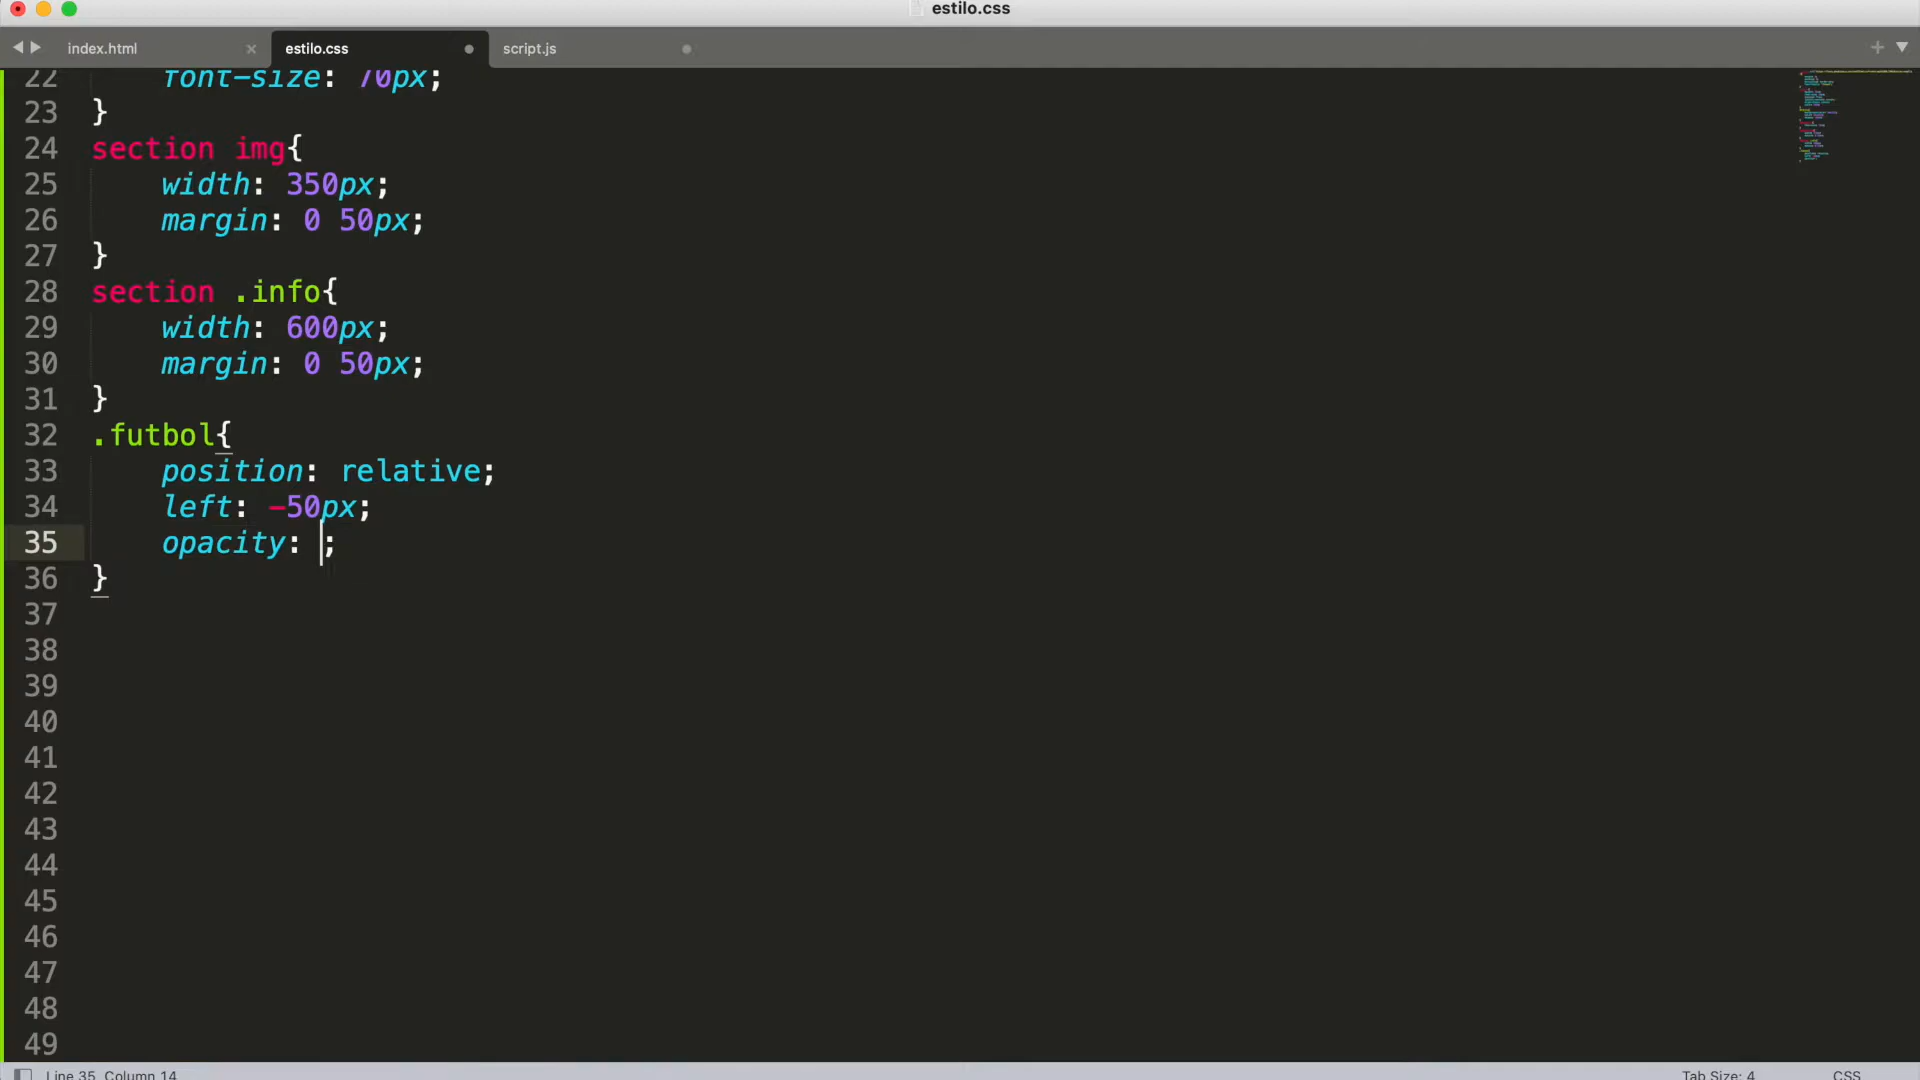 estilo.css
index.html
estilo.css
script.js
22 font-size: 70px;
23 }
24 section img{
25 width: 350px;
26 margin: 0 50px;
27 }
28 section .info{
29 width: 600px;
30 margin: 0 50px;
31 }
32 .futbol{
33 position: relative;
34 left: -50px;
35 opacity: ;
36 }
37
38
39
40
41
42
43
44
45
46
47
48
49
Line 35, Column 14
Tab Size: 4
CSS